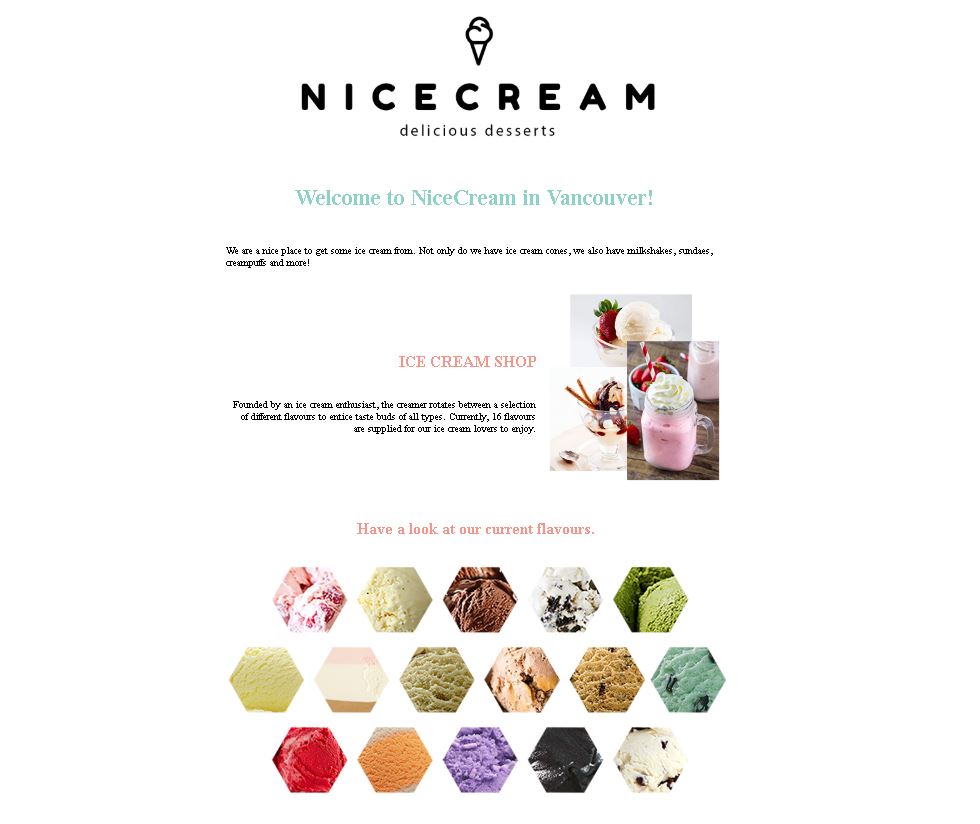 NICECREAM
delicious desserts
Welcome to NiceCream in Vancouver!
We are a nice place to get some ice cream from. Not only do we have ice cream cones, we also have milkshakes, sundaes,
creampuffs and more!
ICE CREAM SHOP
Founded by an ice cream enthusiast, the creamer rotates between a selection
of different flavours to entice taste buds of all types. Currently, 16 flavours
are supplied for our ice cream lovers to enjoy.
Have a look at our current flavours.